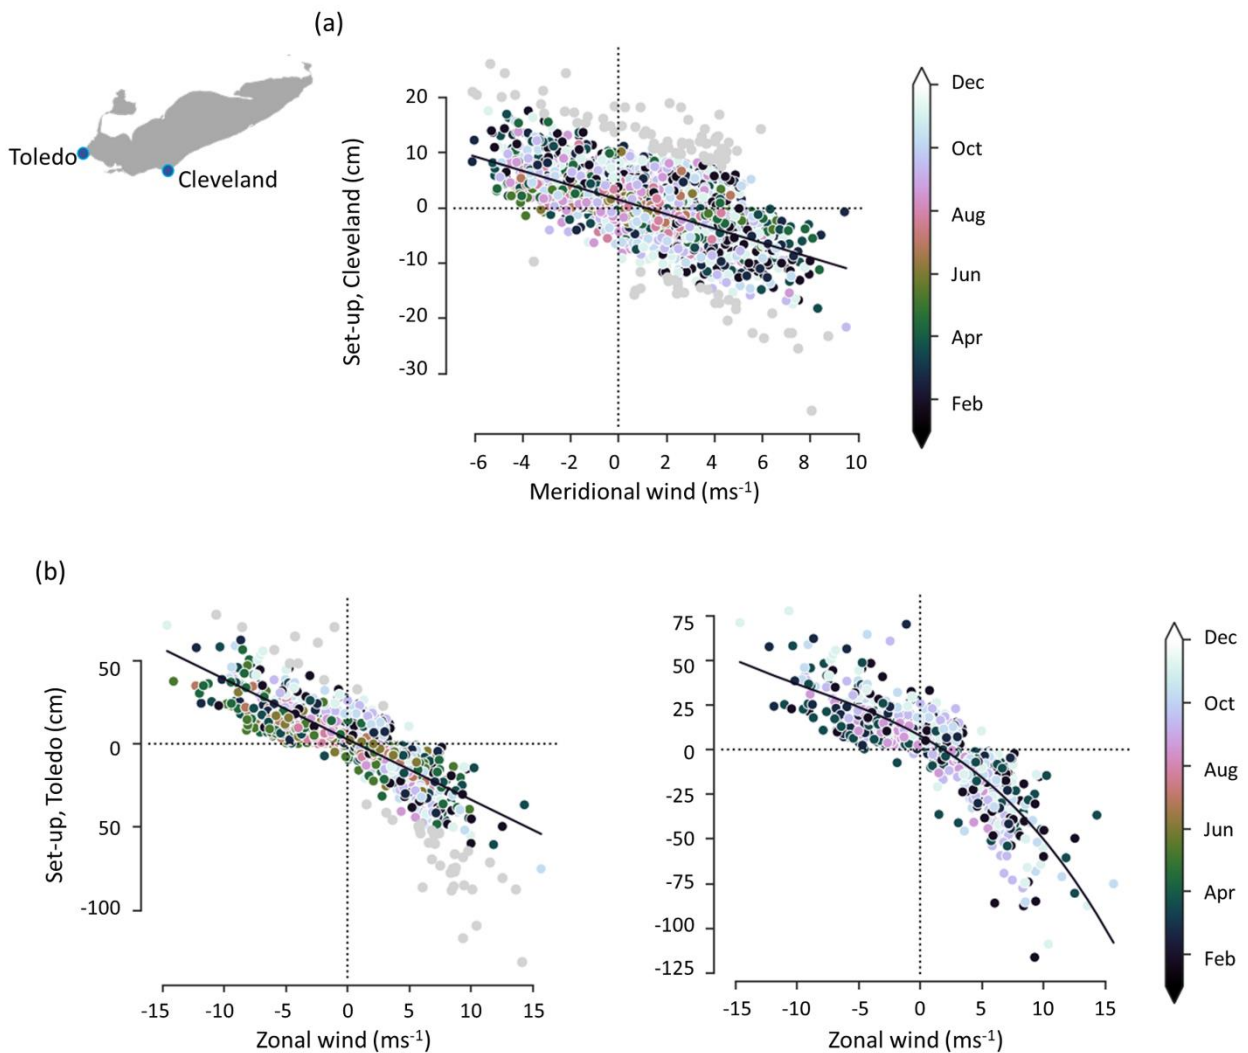 (a)
Toledo
Cleveland
Set-up, Cleveland (cm)
20
10
0
-10
-20
-30
-6 -4 -2 0 2 4 6 8 10
Meridional wind (ms-1)
Dec
Oct
Aug
Jun
Apr
Feb
(b)
Set-up, Toledo (cm)
50
0
50
-100
-15 -10 -5 0 5 10 15
Zonal wind (ms-1)
75
50
25
0
-25
-50
-75
-100
-125
-15 -10 -5 0 5 10 15
Zonal wind (ms-1)
Dec
Oct
Aug
Jun
Apr
Feb